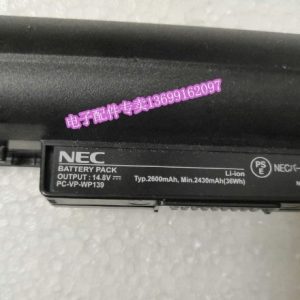 电子配件专卖13699162097
NEC
BATTERY PACK
OUTPUT : 14.8V ⎓
PC-VP-WP139
Li-ion
Typ.2600mAh, Min.2430mAh(36Wh)
PS
E
NEC